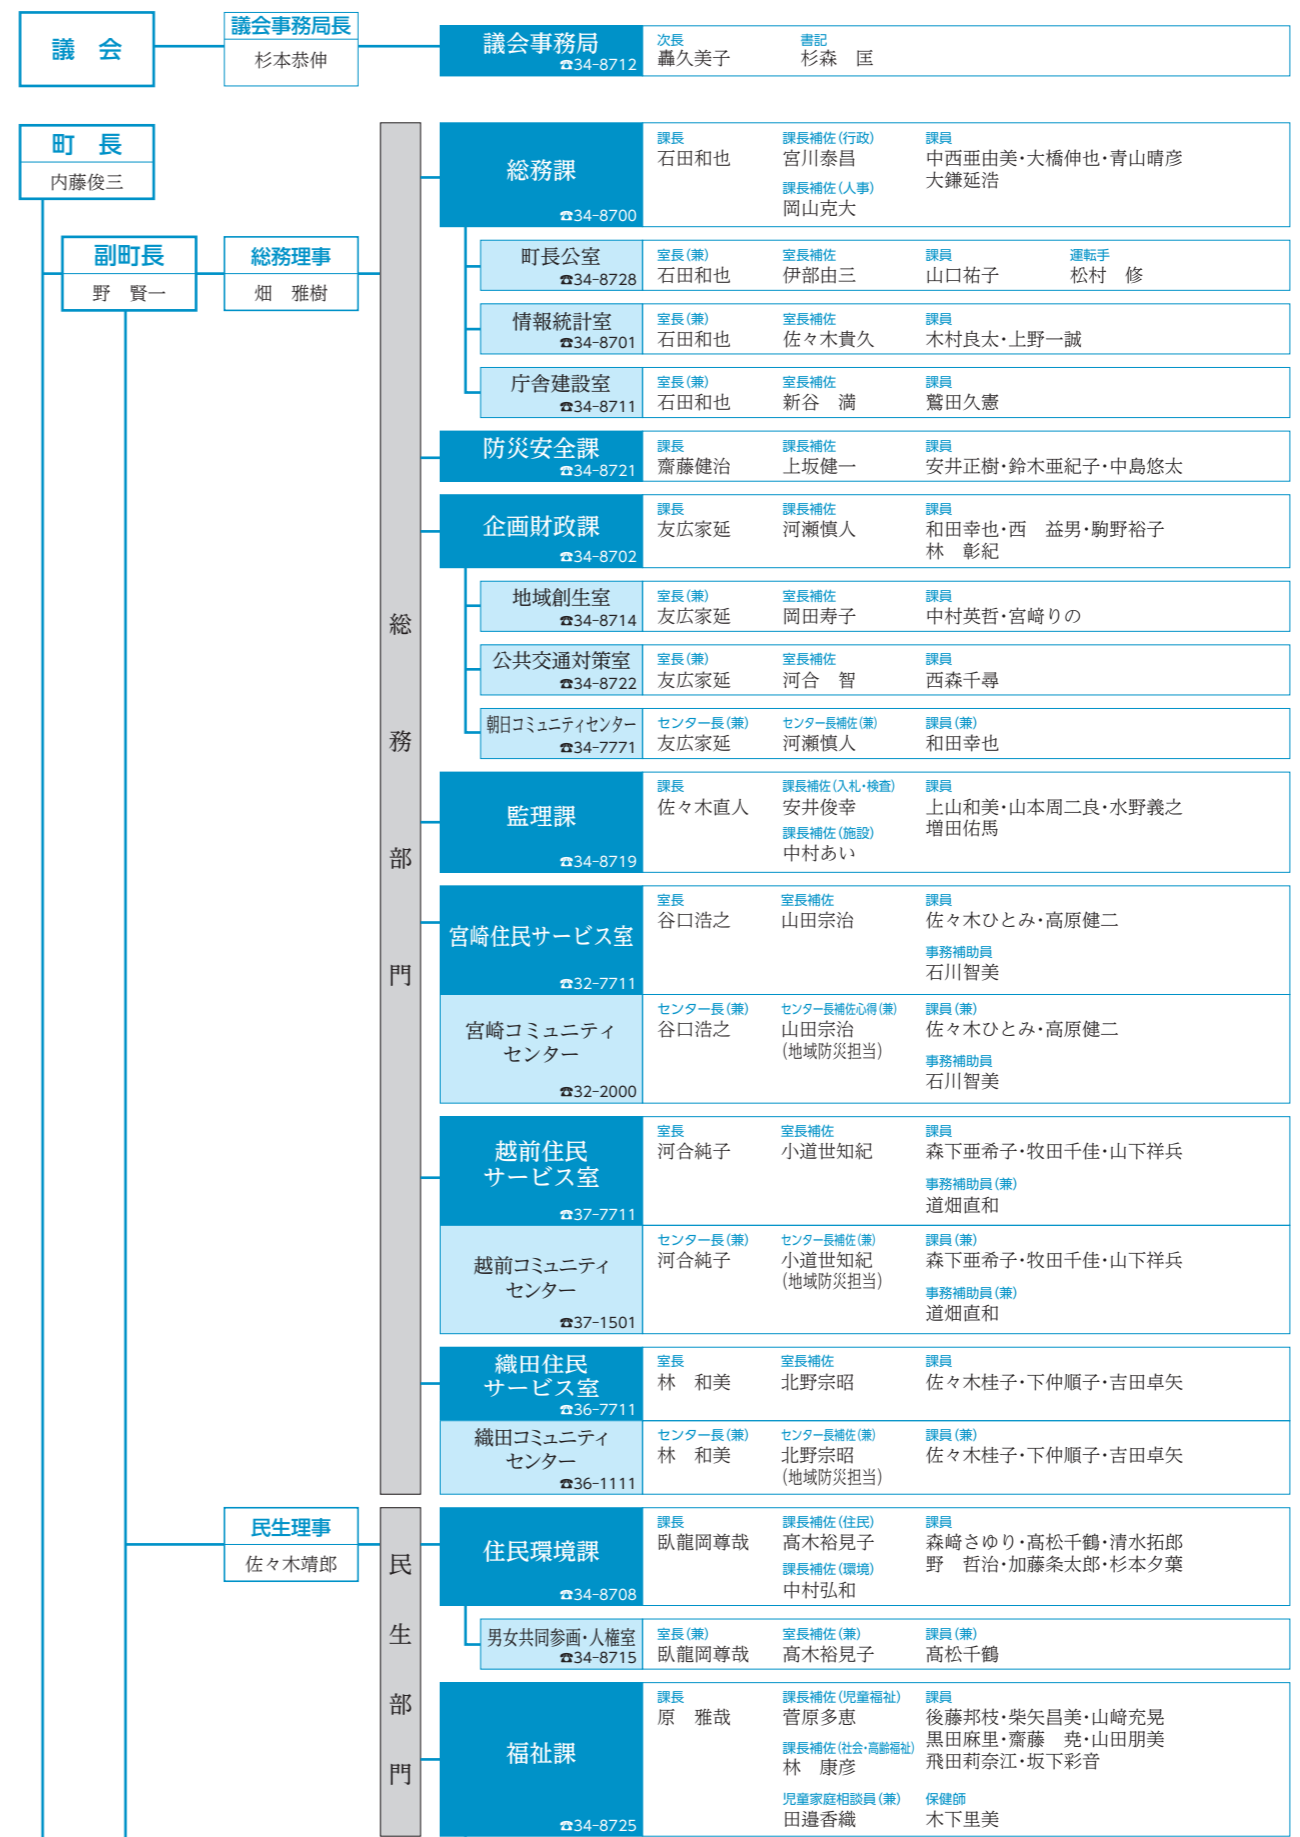 議　会
議会事務局長
杉本恭伸
議会事務局
☎34-8712
次長
轟久美子
書記
杉森　匡
町　長
内藤俊三
副町長
野　賢一
総務理事
畑　雅樹
総務部門
総務課
☎34-8700
課長
石田和也
課長補佐（行政）
宮川泰昌
課長補佐（人事）
岡山克大
課員
中西亜由美・大橋伸也・青山晴彦
大鎌延浩
町長公室
☎34-8728
室長（兼）
石田和也
室長補佐
伊部由三
課員
山口祐子
運転手
松村　修
情報統計室
☎34-8701
室長（兼）
石田和也
室長補佐
佐々木貴久
課員
木村良太・上野一誠
庁舎建設室
☎34-8711
室長（兼）
石田和也
室長補佐
新谷　満
課員
鷲田久憲
防災安全課
☎34-8721
課長
齋藤健治
課長補佐
上坂健一
課員
安井正樹・鈴木亜紀子・中島悠太
企画財政課
☎34-8702
課長
友広家延
課長補佐
河瀬慎人
課員
和田幸也・西　益男・駒野裕子
林　彰紀
地域創生室
☎34-8714
室長（兼）
友広家延
室長補佐
岡田寿子
課員
中村英哲・宮﨑りの
公共交通対策室
☎34-8722
室長（兼）
友広家延
室長補佐
河合　智
課員
西森千尋
朝日コミュニティセンター
☎34-7771
センター長（兼）
友広家延
センター長補佐（兼）
河瀬慎人
課員（兼）
和田幸也
監理課
☎34-8719
課長
佐々木直人
課長補佐（入札・検査）
安井俊幸
課長補佐（施設）
中村あい
課員
上山和美・山本周二良・水野義之
増田佑馬
宮崎住民サービス室
☎32-7711
室長
谷口浩之
室長補佐
山田宗治
課員
佐々木ひとみ・高原健二
事務補助員
石川智美
宮崎コミュニティ
センター
☎32-2000
センター長（兼）
谷口浩之
センター長補佐心得（兼）
山田宗治
（地域防災担当）
課員（兼）
佐々木ひとみ・高原健二
事務補助員
石川智美
越前住民
サービス室
☎37-7711
室長
河合純子
室長補佐
小道世知紀
課員
森下亜希子・牧田千佳・山下祥兵
事務補助員（兼）
道畑直和
越前コミュニティ
センター
☎37-1501
センター長（兼）
河合純子
センター長補佐（兼）
小道世知紀
（地域防災担当）
課員（兼）
森下亜希子・牧田千佳・山下祥兵
事務補助員（兼）
道畑直和
織田住民
サービス室
☎36-7711
室長
林　和美
室長補佐
北野宗昭
課員
佐々木桂子・下仲順子・吉田卓矢
織田コミュニティ
センター
☎36-1111
センター長（兼）
林　和美
センター長補佐（兼）
北野宗昭
（地域防災担当）
課員（兼）
佐々木桂子・下仲順子・吉田卓矢
民生理事
佐々木靖郎
民生部門
住民環境課
☎34-8708
課長
臥龍岡尊哉
課長補佐（住民）
髙木裕見子
課長補佐（環境）
中村弘和
課員
森﨑さゆり・髙松千鶴・清水拓郎
野　哲治・加藤条太郎・杉本夕葉
男女共同参画・人権室
☎34-8715
室長（兼）
臥龍岡尊哉
室長補佐（兼）
髙木裕見子
課員（兼）
髙松千鶴
福祉課
☎34-8725
課長
原　雅哉
課長補佐（児童福祉）
菅原多恵
課長補佐（社会・高齢福祉）
林　康彦
児童家庭相談員（兼）
田邉香織
課員
後藤邦枝・柴矢昌美・山﨑充晃
黒田麻里・齋藤　尭・山田朋美
飛田莉奈江・坂下彩音
保健師
木下里美